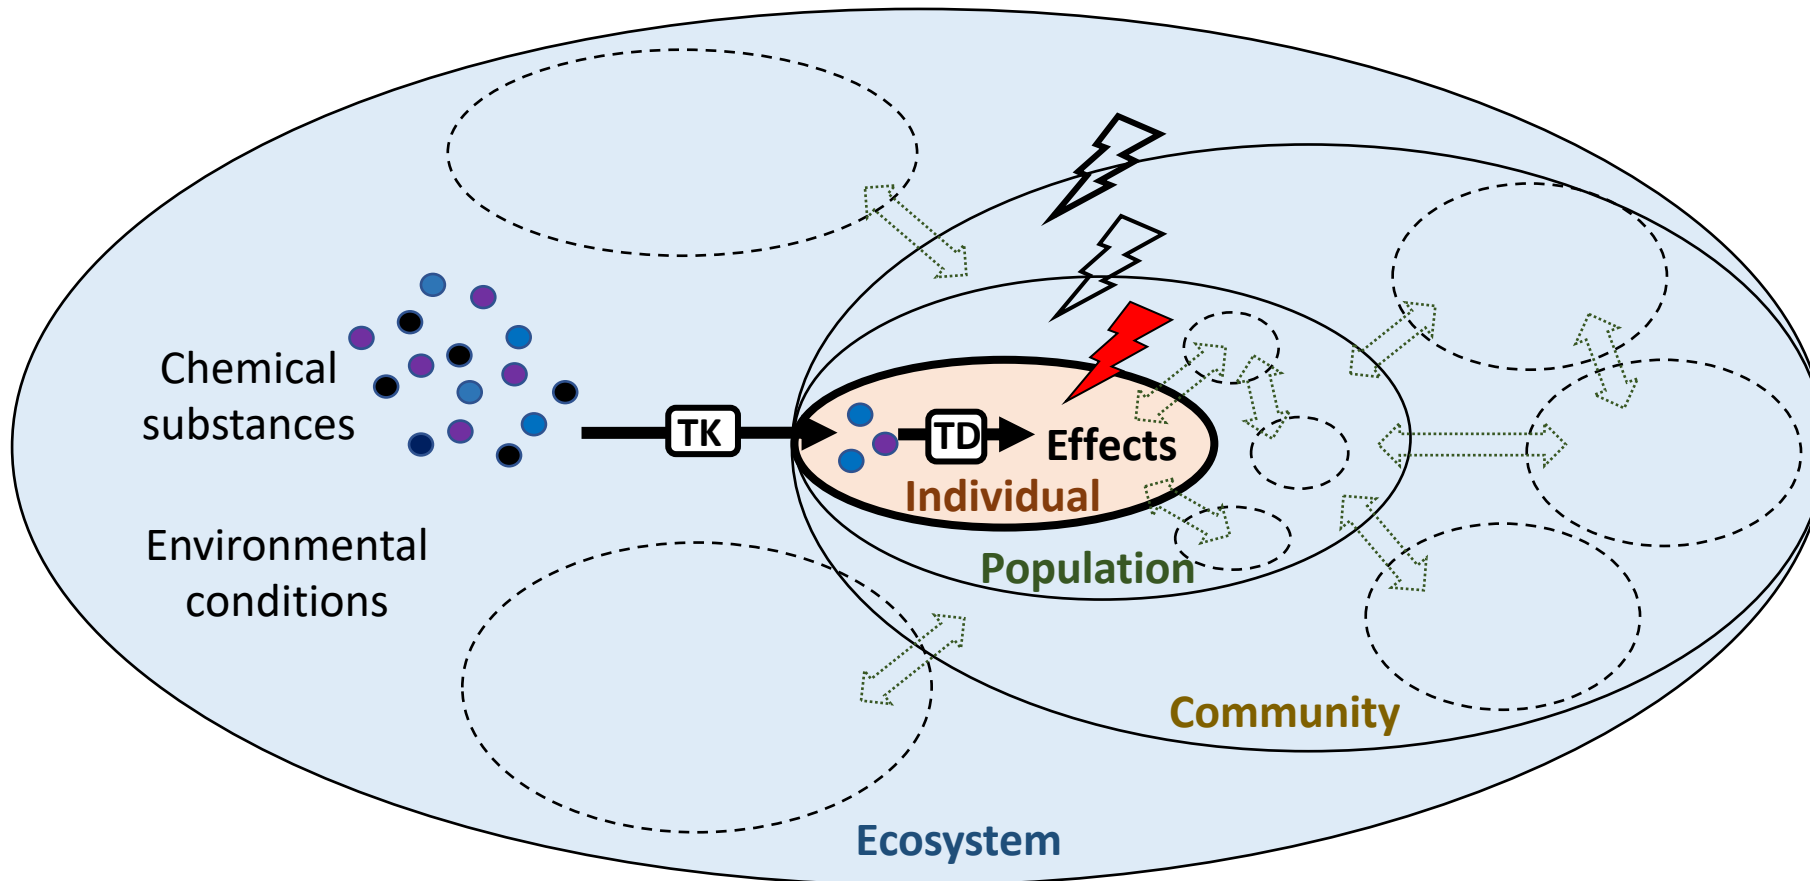 Chemical
substances
TK
TD
Effects
Individual
Environmental
conditions
Population
Community
Ecosystem